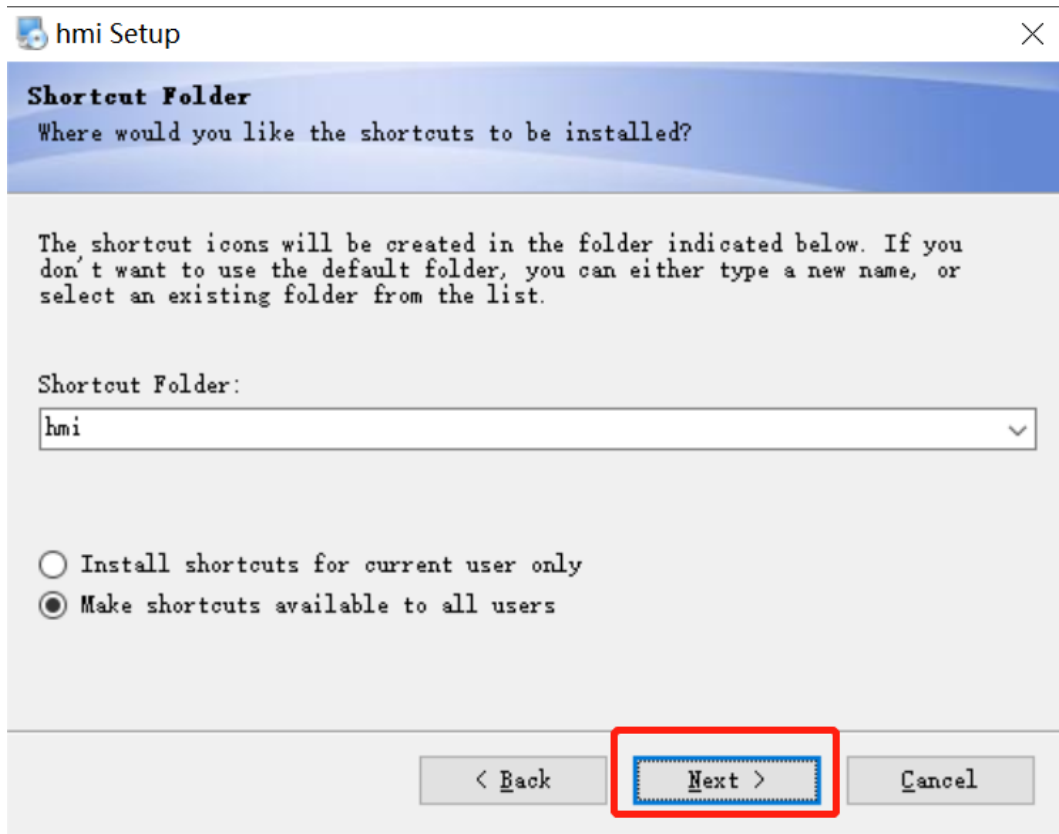 hmi Setup
Shortcut Folder
Where would you like the shortcuts to be installed?
The shortcut icons will be created in the folder indicated below. If you
don't want to use the default folder, you can either type a new name, or
select an existing folder from the list.
Shortcut Folder:
hmi
Install shortcuts for current user only
Make shortcuts available to all users
< Back
Next >
Cancel